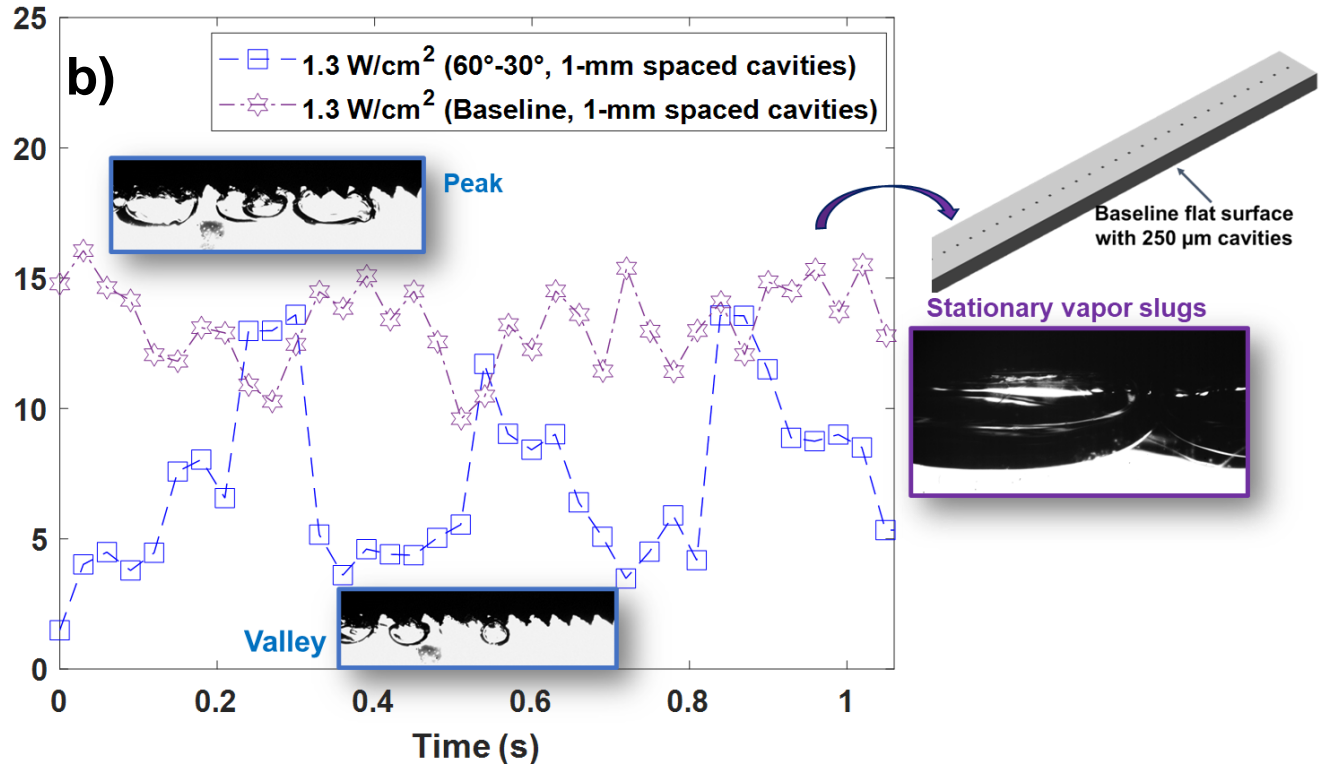 b)
25
20
15
10
5
0
1.3 W/cm² (60°-30°, 1-mm spaced cavities)
1.3 W/cm² (Baseline, 1-mm spaced cavities)
Peak
Valley
0 0.2 0.4 0.6 0.8 1
Time (s)
Baseline flat surface
with 250 µm cavities
Stationary vapor slugs